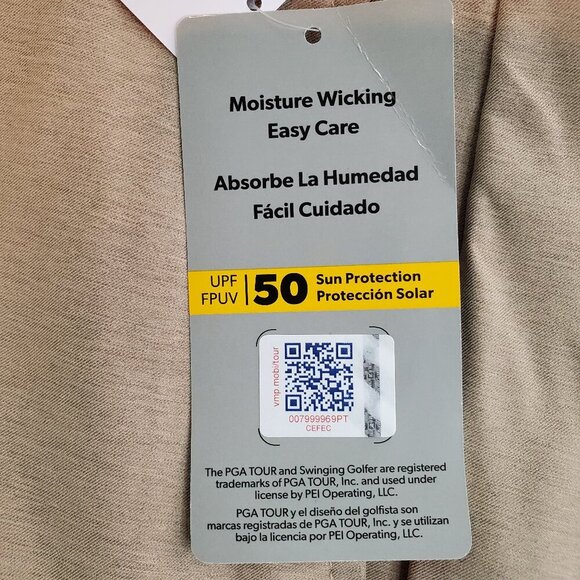 Moisture Wicking
Easy Care
Absorbe La Humedad
Fácil Cuidado
UPF
FPUV
50
Sun Protection
Protección Solar
vmp.mobi/tour
007999969PT
CEFEC
The PGA TOUR and Swinging Golfer are registered
trademarks of PGA TOUR, Inc. and used under
license by PEI Operating, LLC.
PGA TOUR y el diseño del golfista son
marcas registradas de PGA TOUR, Inc. y se utilizan
bajo la licencia por PEI Operating, LLC.